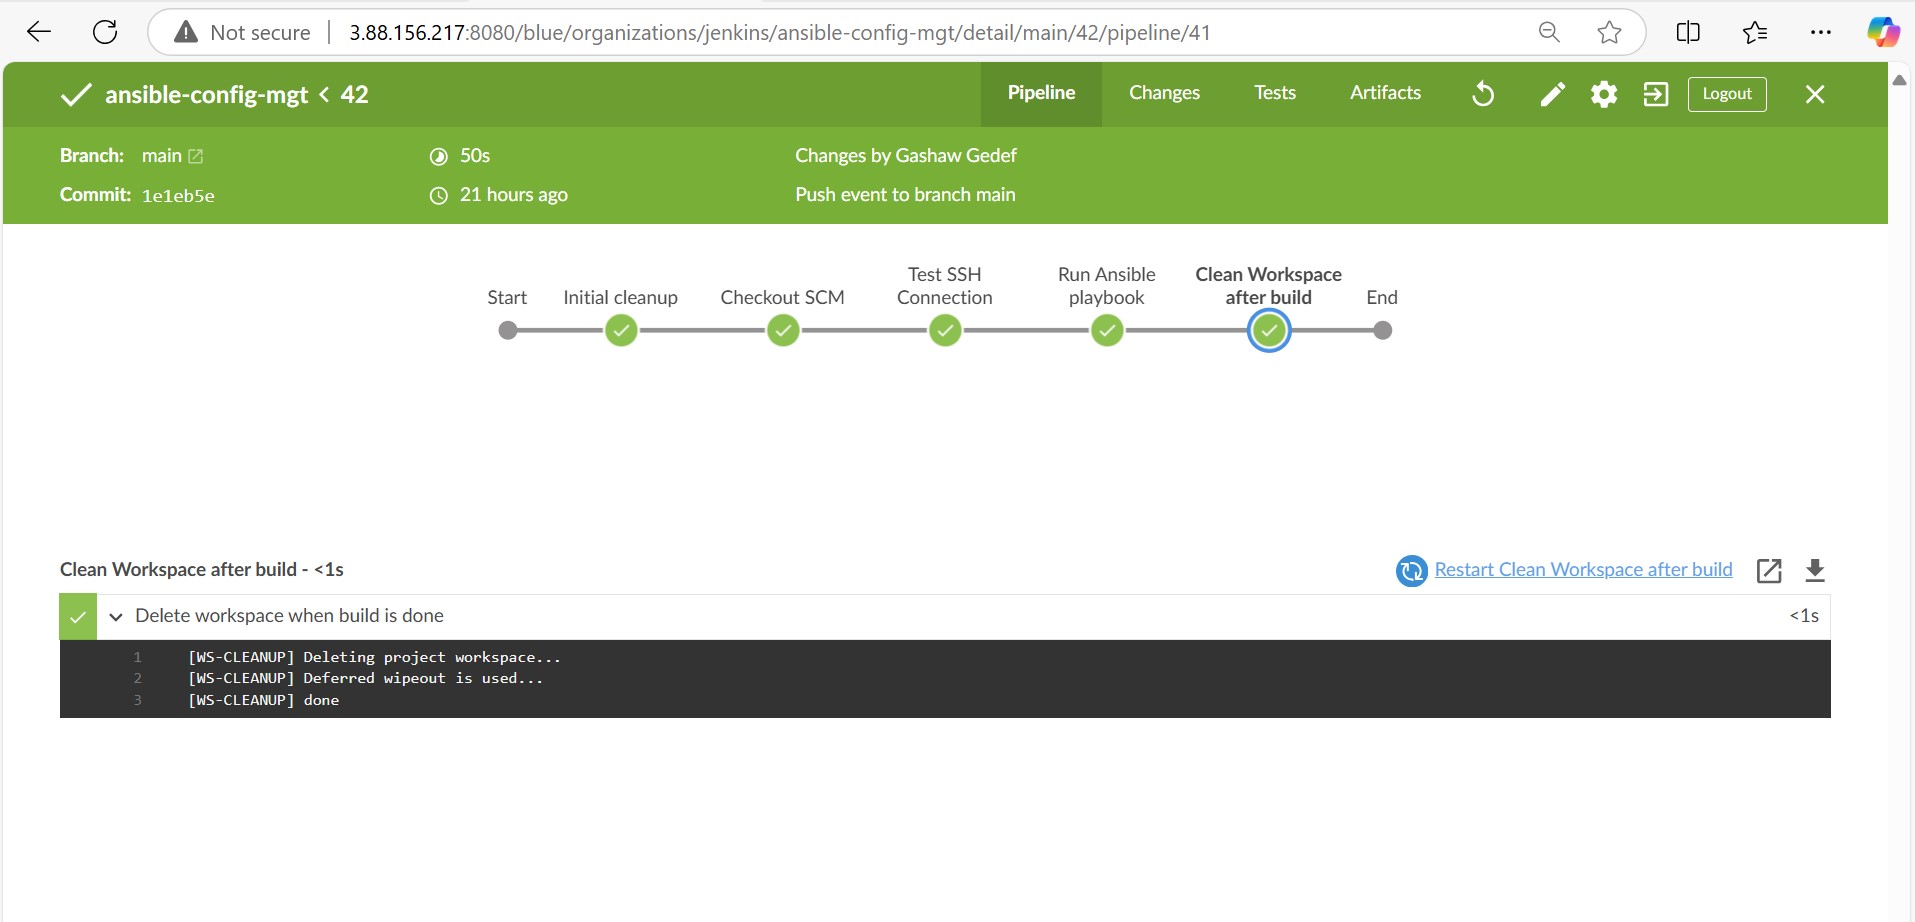 Not secure 3.88.156.217:8080/blue/organizations/jenkins/ansible-config-mgt/detail/main/42/pipeline/41
ansible-config-mgt < 42
Pipeline Changes Tests Artifacts Logout
Branch: main 50s Changes by Gashaw Gedef
Commit: 1e1eb5e 21 hours ago Push event to branch main
Start Initial cleanup Checkout SCM Test SSH Connection Run Ansible playbook Clean Workspace after build End
Clean Workspace after build - <1s Restart Clean Workspace after build
Delete workspace when build is done <1s
1 [WS-CLEANUP] Deleting project workspace...
2 [WS-CLEANUP] Deferred wipeout is used...
3 [WS-CLEANUP] done